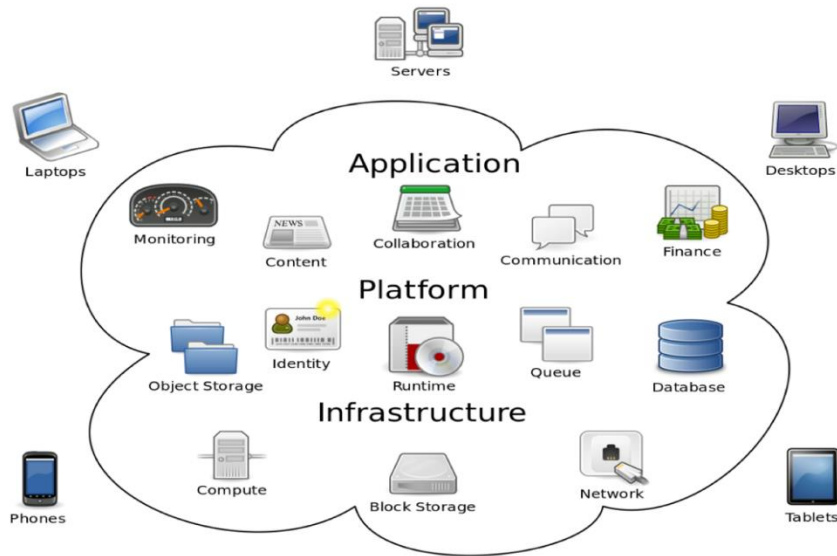 Servers
Laptops
Desktops
Application
Monitoring
NEWS
Content
Collaboration
Communication
Finance
Platform
John Doe
Object Storage
Identity
Runtime
Queue
Database
Infrastructure
Compute
Block Storage
Network
Phones
Tablets